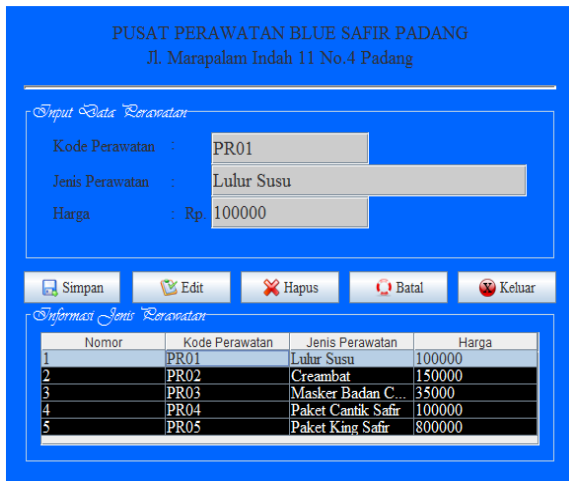 PUSAT PERAWATAN BLUE SAFIR PADANG
Jl. Marapalam Indah 11 No.4 Padang
Input Data Perawatan
Kode Perawatan : PR01
Jenis Perawatan : Lulur Susu
Harga : Rp. 100000
Simpan Edit Hapus Batal Keluar
Informasi Jenis Perawatan
Nomor Kode Perawatan Jenis Perawatan Harga
1 PR01 Lulur Susu 100000
2 PR02 Creambat 150000
3 PR03 Masker Badan C... 35000
4 PR04 Paket Cantik Safir 100000
5 PR05 Paket King Safir 800000